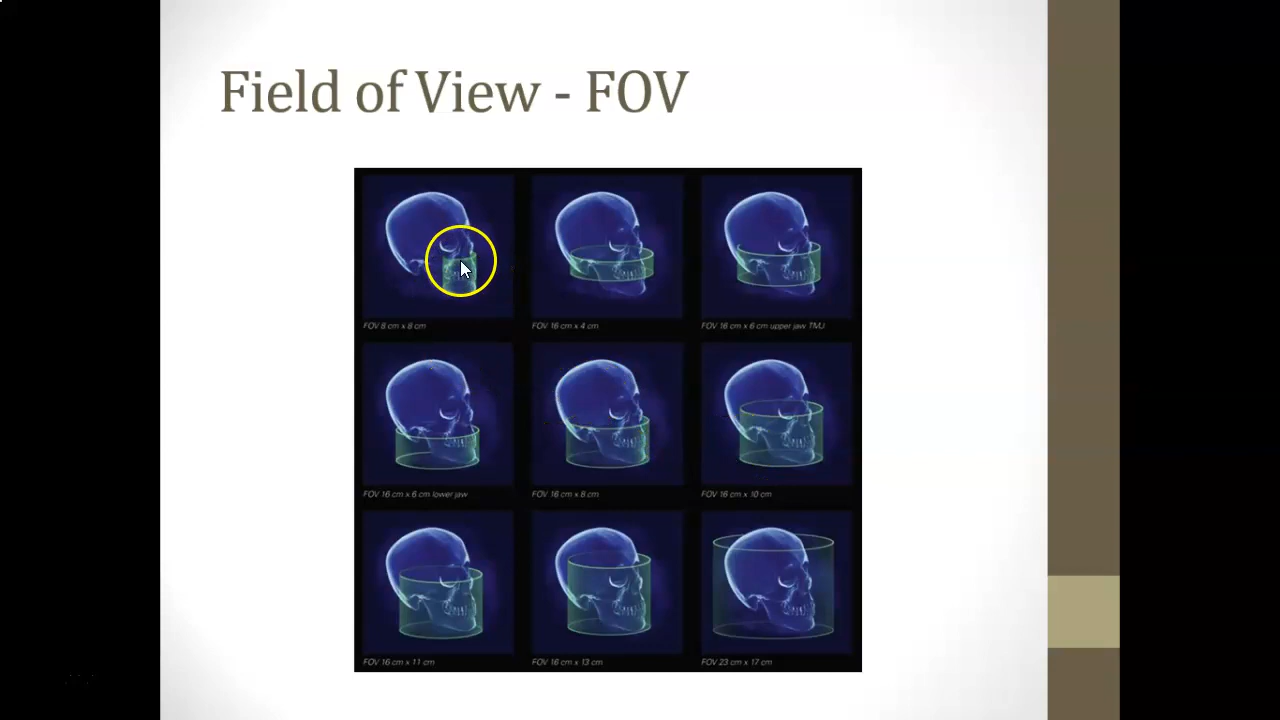 Field of View - FOV
FOV 8 cm x 8 cm
FOV 16 cm x 4 cm
FOV 16 cm x 6 cm upper jaw TMJ
FOV 16 cm x 6 cm lower jaw
FOV 16 cm x 8 cm
FOV 16 cm x 10 cm
FOV 16 cm x 11 cm
FOV 16 cm x 13 cm
FOV 23 cm x 17 cm